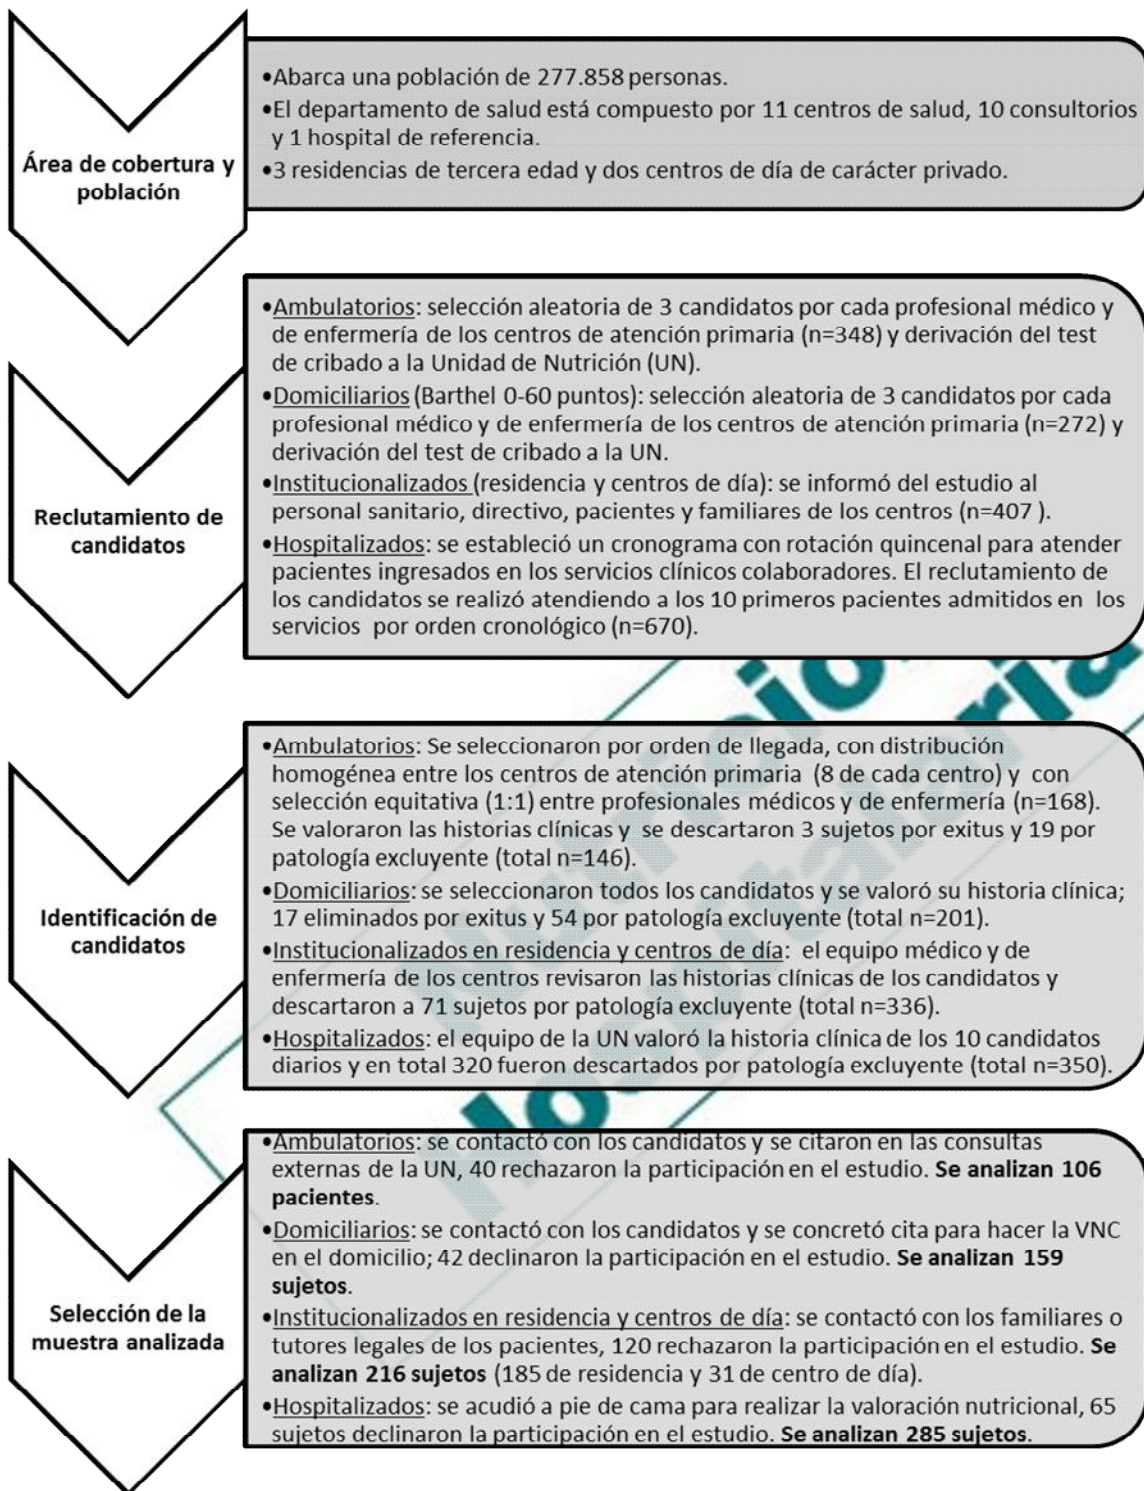 Área de cobertura y
población
•Abarca una población de 277.858 personas.
•El departamento de salud está compuesto por 11 centros de salud, 10 consultorios
y 1 hospital de referencia.
•3 residencias de tercera edad y dos centros de día de carácter privado.
Reclutamiento de
candidatos
•Ambulatorios: selección aleatoria de 3 candidatos por cada profesional médico y
de enfermería de los centros de atención primaria (n=348) y derivación del test
de cribado a la Unidad de Nutrición (UN).
•Domiciliarios (Barthel 0-60 puntos): selección aleatoria de 3 candidatos por cada
profesional médico y de enfermería de los centros de atención primaria (n=272) y
derivación del test de cribado a la UN.
•Institucionalizados (residencia y centros de día): se informó del estudio al
personal sanitario, directivo, pacientes y familiares de los centros (n=407 ).
•Hospitalizados: se estableció un cronograma con rotación quincenal para atender
pacientes ingresados en los servicios clínicos colaboradores. El reclutamiento de
los candidatos se realizó atendiendo a los 10 primeros pacientes admitidos en los
servicios por orden cronológico (n=670).
Identificación de
candidatos
•Ambulatorios: Se seleccionaron por orden de llegada, con distribución
homogénea entre los centros de atención primaria (8 de cada centro) y con
selección equitativa (1:1) entre profesionales médicos y de enfermería (n=168).
Se valoraron las historias clínicas y se descartaron 3 sujetos por exitus y 19 por
patología excluyente (total n=146).
•Domiciliarios: se seleccionaron todos los candidatos y se valoró su historia clínica;
17 eliminados por exitus y 54 por patología excluyente (total n=201).
•Institucionalizados en residencia y centros de día: el equipo médico y de
enfermería de los centros revisaron las historias clínicas de los candidatos y
descartaron a 71 sujetos por patología excluyente (total n=336).
•Hospitalizados: el equipo de la UN valoró la historia clínica de los 10 candidatos
diarios y en total 320 fueron descartados por patología excluyente (total n=350).
Selección de la
muestra analizada
•Ambulatorios: se contactó con los candidatos y se citaron en las consultas
externas de la UN, 40 rechazaron la participación en el estudio. Se analizan 106
pacientes.
•Domiciliarios: se contactó con los candidatos y se concretó cita para hacer la VNC
en el domicilio; 42 declinaron la participación en el estudio. Se analizan 159
sujetos.
•Institucionalizados en residencia y centros de día: se contactó con los familiares o
tutores legales de los pacientes, 120 rechazaron la participación en el estudio. Se
analizan 216 sujetos (185 de residencia y 31 de centro de día).
•Hospitalizados: se acudió a pie de cama para realizar la valoración nutricional, 65
sujetos declinaron la participación en el estudio. Se analizan 285 sujetos.
Nutrición
Hospitalaria